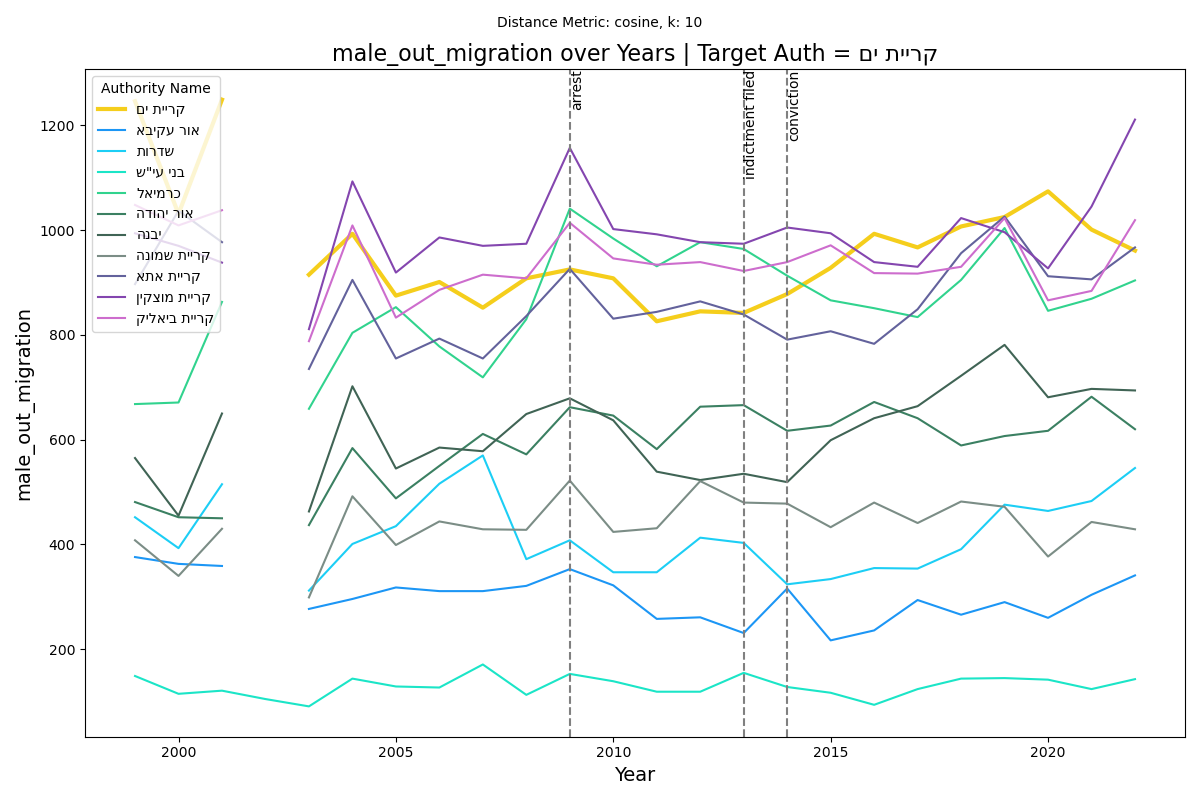 Distance Metric: cosine, k: 10
male_out_migration over Years | Target Auth = קריית ים
Authority Name
קריית ים
אור עקיבא
שדרות
בני עי"ש
כרמיאל
אור יהודה
יבנה
קריית שמונה
קריית אתא
קריית מוצקין
קריית ביאליק
arrest
indictment filed
conviction
1200
1000
800
600
400
200
male_out_migration
2000
2005
2010
2015
2020
Year